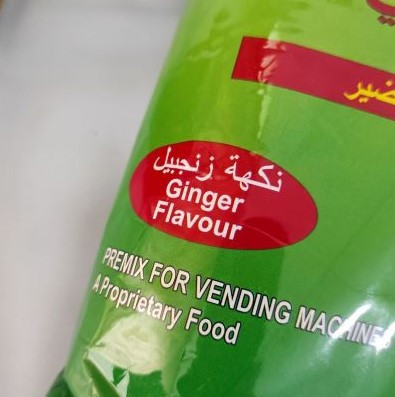 نكهة زنجبيل
Ginger
Flavour
PREMIX FOR VENDING MACHINE
A Proprietary Food